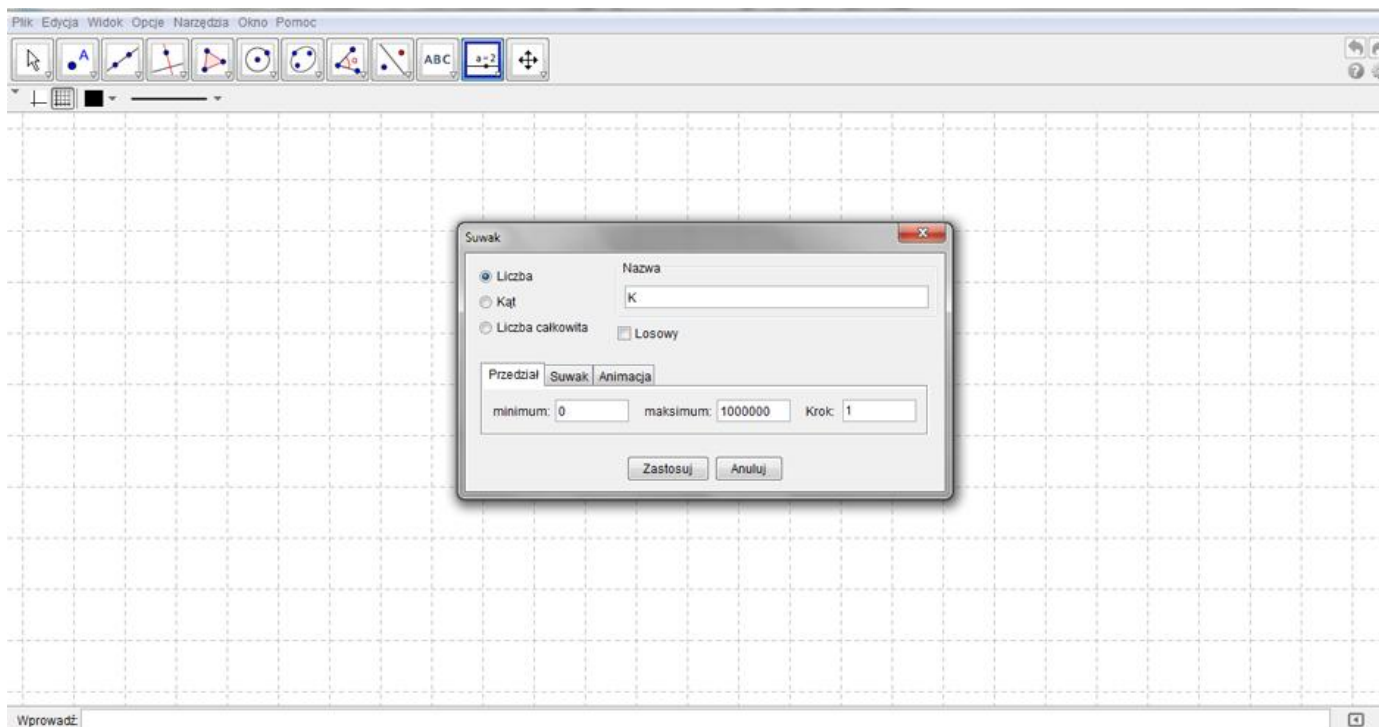 Plik Edycja Widok Opcje Narzędzia Okno Pomoc
A
ABC
a=2
Suwak
Liczba
Nazwa
Kąt
K
Liczba całkowita
Losowy
Przedział Suwak Animacja
minimum: 0 maksimum: 1000000 Krok: 1
Zastosuj Anuluj
Wprowadź: